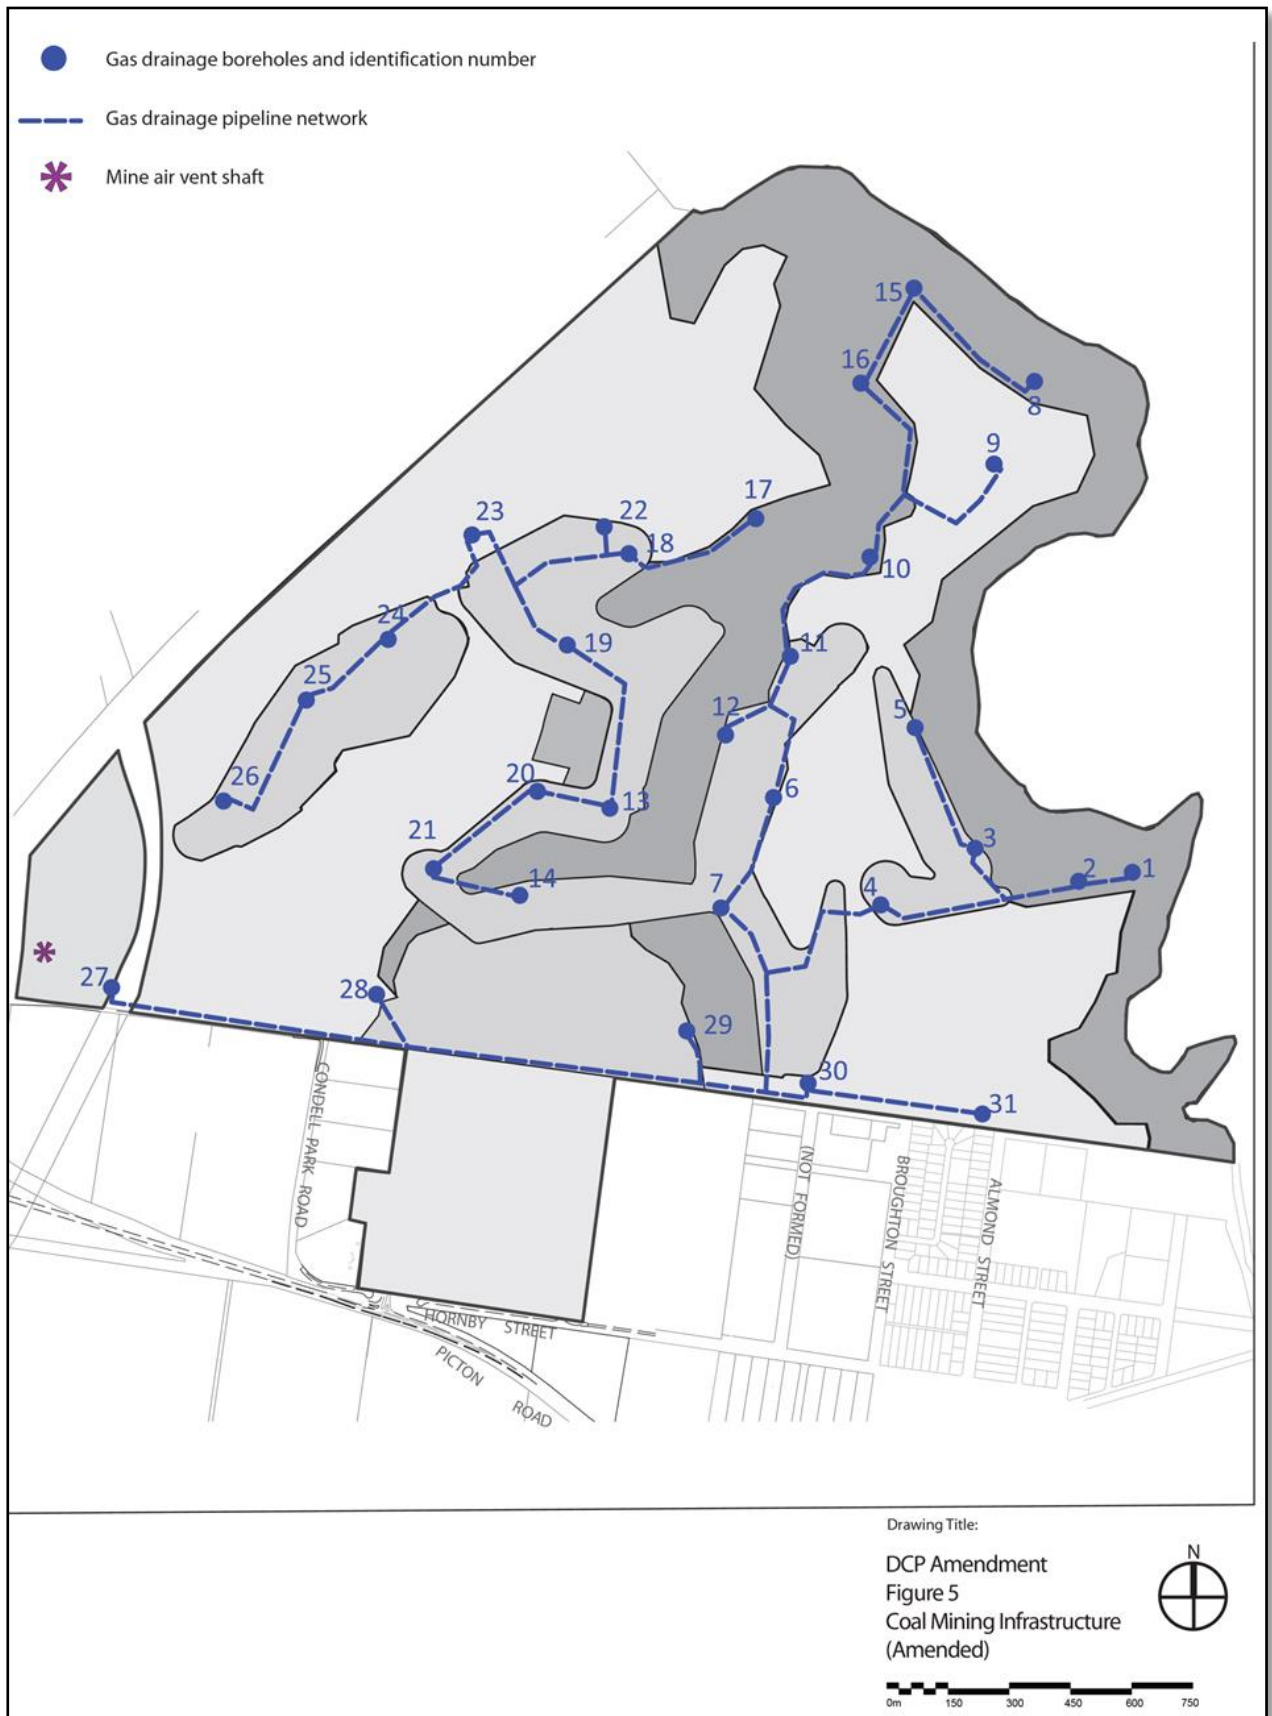 Gas drainage boreholes and identification number
Gas drainage pipeline network
Mine air vent shaft
15
16
8
9
17
23
22
18
10
24
19
11
25
12
5
26
20
13
6
21
3
14
7
4
2
1
27
28
29
30
31
CONDELL PARK ROAD
(NOT FORMED)
BROUGHTON STREET
ALMOND STREET
HORNBY STREET
PICTON ROAD
Drawing Title:
DCP Amendment
Figure 5
Coal Mining Infrastructure
(Amended)
N
0m 150 300 450 600 750